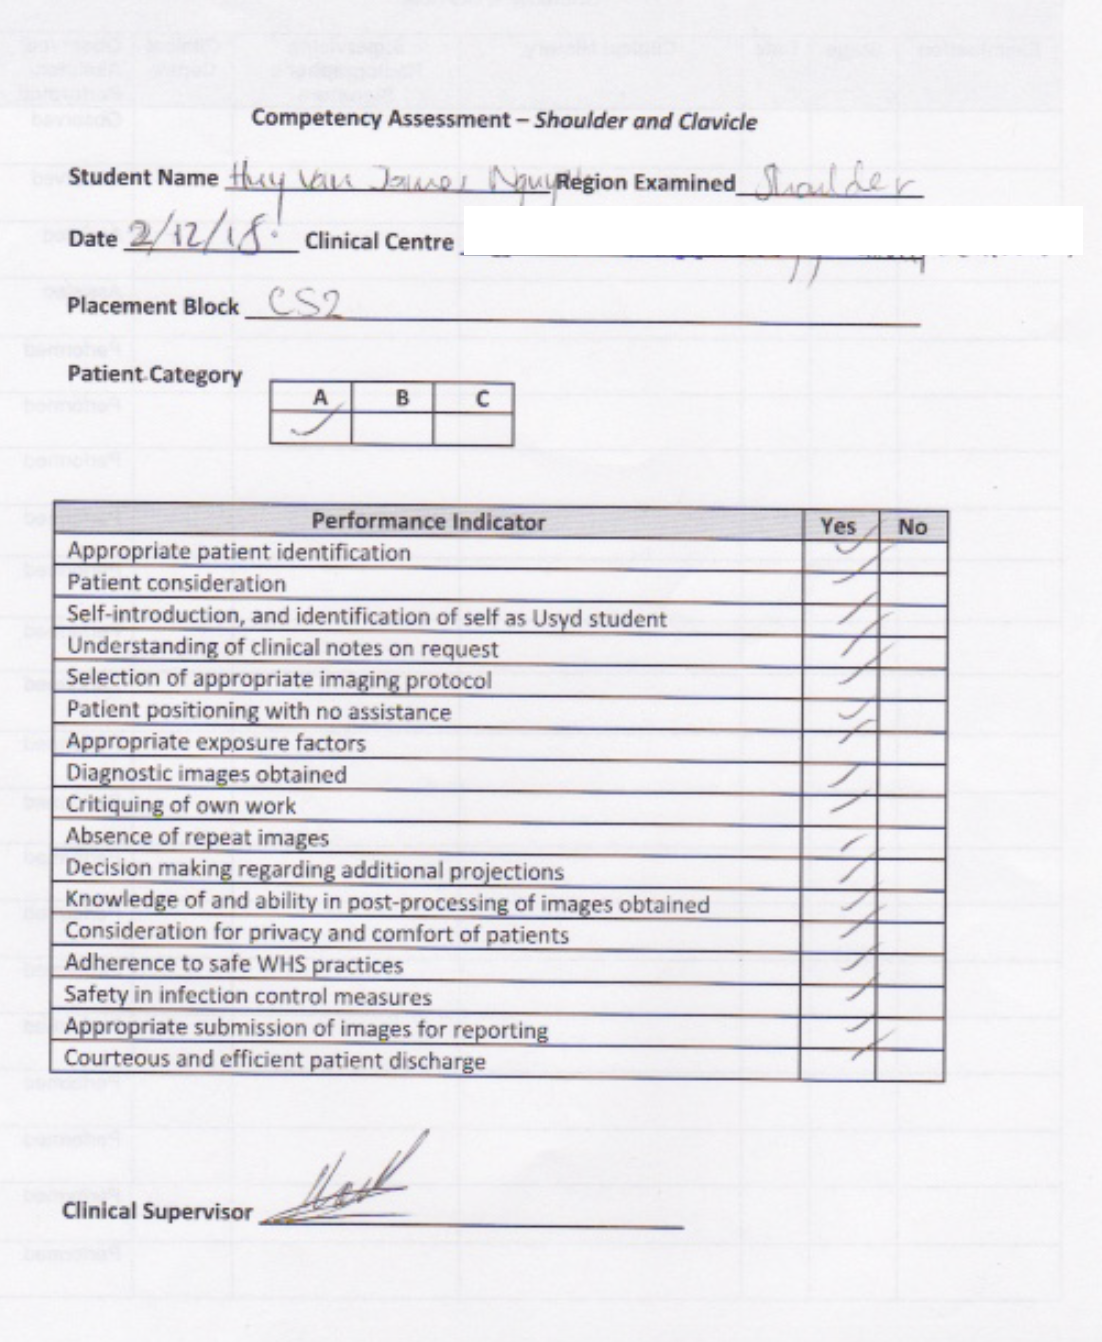 Competency Assessment – Shoulder and Clavicle
Student Name Huy Van James Region Examined Shoulder
Date 2/12/18 Clinical Centre
Placement Block CS2
Patient Category
A B C
✓
Performance Indicator Yes No
Appropriate patient identification ✓
Patient consideration ✓
Self-introduction, and identification of self as Usyd student ✓
Understanding of clinical notes on request ✓
Selection of appropriate imaging protocol ✓
Patient positioning with no assistance ✓
Appropriate exposure factors ✓
Diagnostic images obtained ✓
Critiquing of own work ✓
Absence of repeat images ✓
Decision making regarding additional projections ✓
Knowledge of and ability in post-processing of images obtained ✓
Consideration for privacy and comfort of patients ✓
Adherence to safe WHS practices ✓
Safety in infection control measures ✓
Appropriate submission of images for reporting ✓
Courteous and efficient patient discharge ✓
Clinical Supervisor